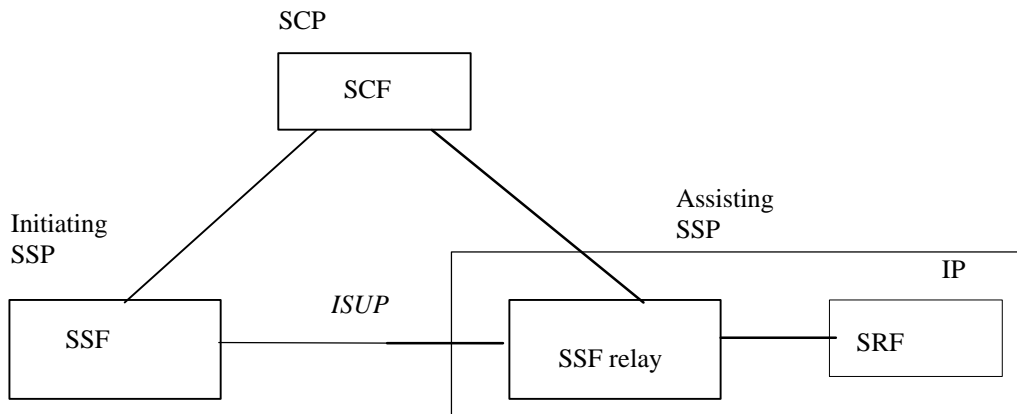 SCP
SCF
Assisting
SSP
Initiating
SSP
IP
ISUP
SSF
SSF relay
SRF